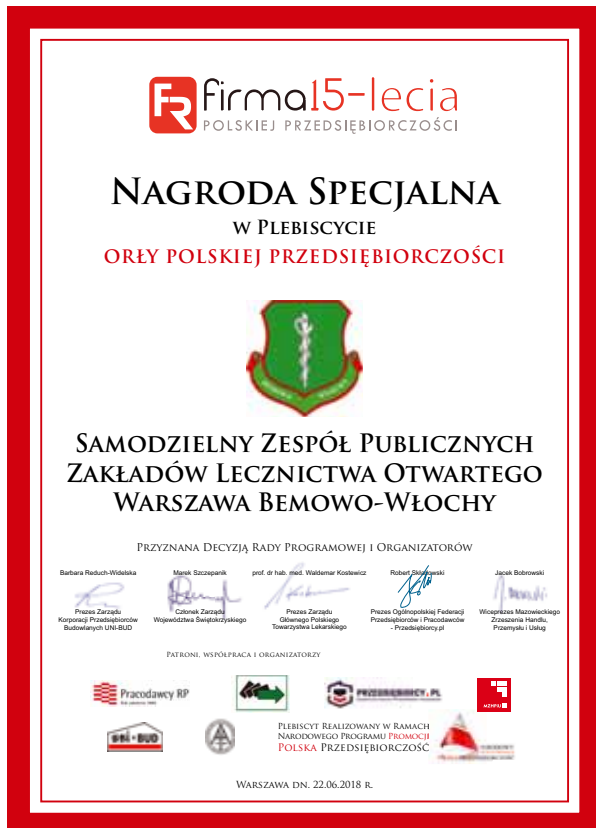 FR firma15-lecia
POLSKIEJ PRZEDSIĘBIORCZOŚCI
NAGRODA SPECJALNA
W PLEBISCYCIE
ORŁY POLSKIEJ PRZEDSIĘBIORCZOŚCI
SAMODZIELNY ZESPÓŁ PUBLICZNYCH
ZAKŁADÓW LECZNICTWA OTWARTEGO
WARSZAWA BEMOWO-WŁOCHY
PRZYZNANA DECYZJĄ RADY PROGRAMOWEJ I ORGANIZATORÓW
Barbara Reduch-Widelska
Prezes Zarządu
Korporacji Przedsiębiorców
Budowlanych UNI-BUD
Marek Szczepanik
Członek Zarządu
Województwa Świętokrzyskiego
prof. dr hab. med. Waldemar Kostewicz
Prezes Zarządu
Głównego Polskiego
Towarzystwa Lekarskiego
Robert
Prezes Ogólnopolskiej Federacji
Przedsiębiorców i Pracodawców
- Przedsiębiorcy.pl
Jacek Bobrowski
Wiceprezes Mazowieckiego
Zrzeszenia Handlu,
Przemysłu i Usług
PATRONI, WSPÓŁPRACA I ORGANIZATORZY
Pracodawcy RP
PRZEDSIĘBIORCY.PL
MZHPIU
UNI-BUD
PLEBISCYT REALIZOWANY W RAMACH
NARODOWEGO PROGRAMU PROMOCJI
POLSKA PRZEDSIĘBIORCZOŚĆ
WARSZAWA DN. 22.06.2018 R.